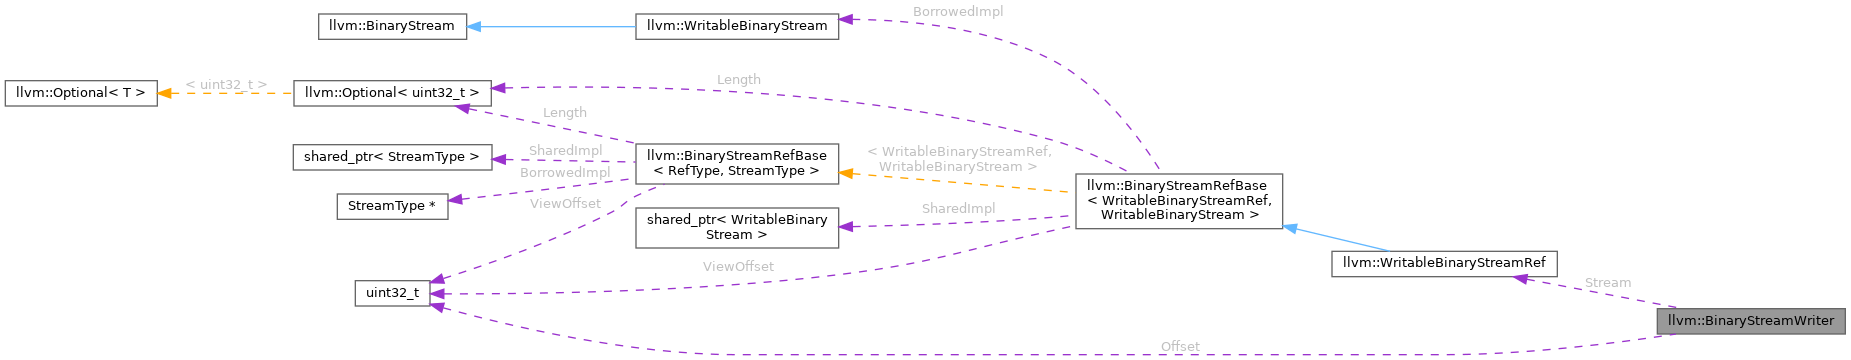 BorrowedImpl
llvm::BinaryStream
llvm::WritableBinaryStream
Length
< uint32_t >
llvm::Optional< T >
llvm::Optional< uint32_t >
Length
SharedImpl
shared_ptr< StreamType >
llvm::BinaryStreamRefBase
< RefType, StreamType >
< WritableBinaryStreamRef,
WritableBinaryStream >
BorrowedImpl
StreamType *
ViewOffset
llvm::BinaryStreamRefBase
< WritableBinaryStreamRef,
WritableBinaryStream >
SharedImpl
shared_ptr< WritableBinary
Stream >
ViewOffset
llvm::WritableBinaryStreamRef
uint32_t
Stream
llvm::BinaryStreamWriter
Offset